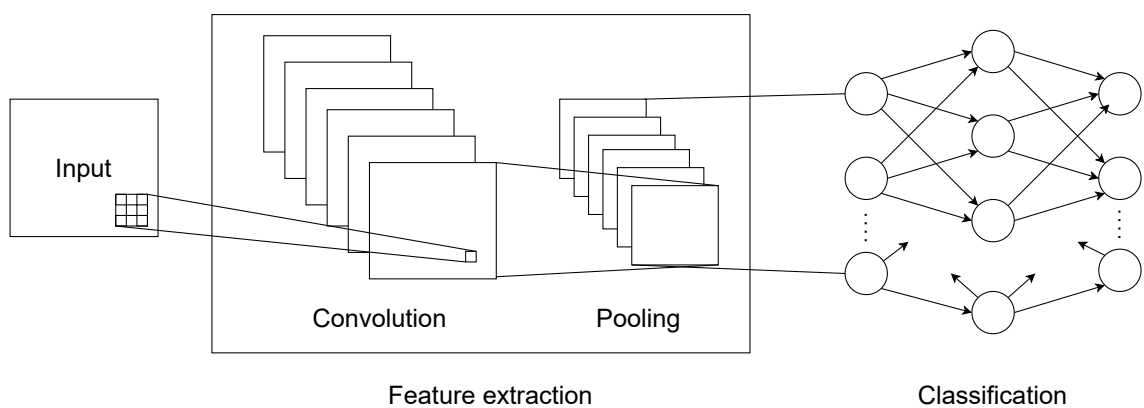 Input
Convolution
Pooling
Feature extraction
Classification